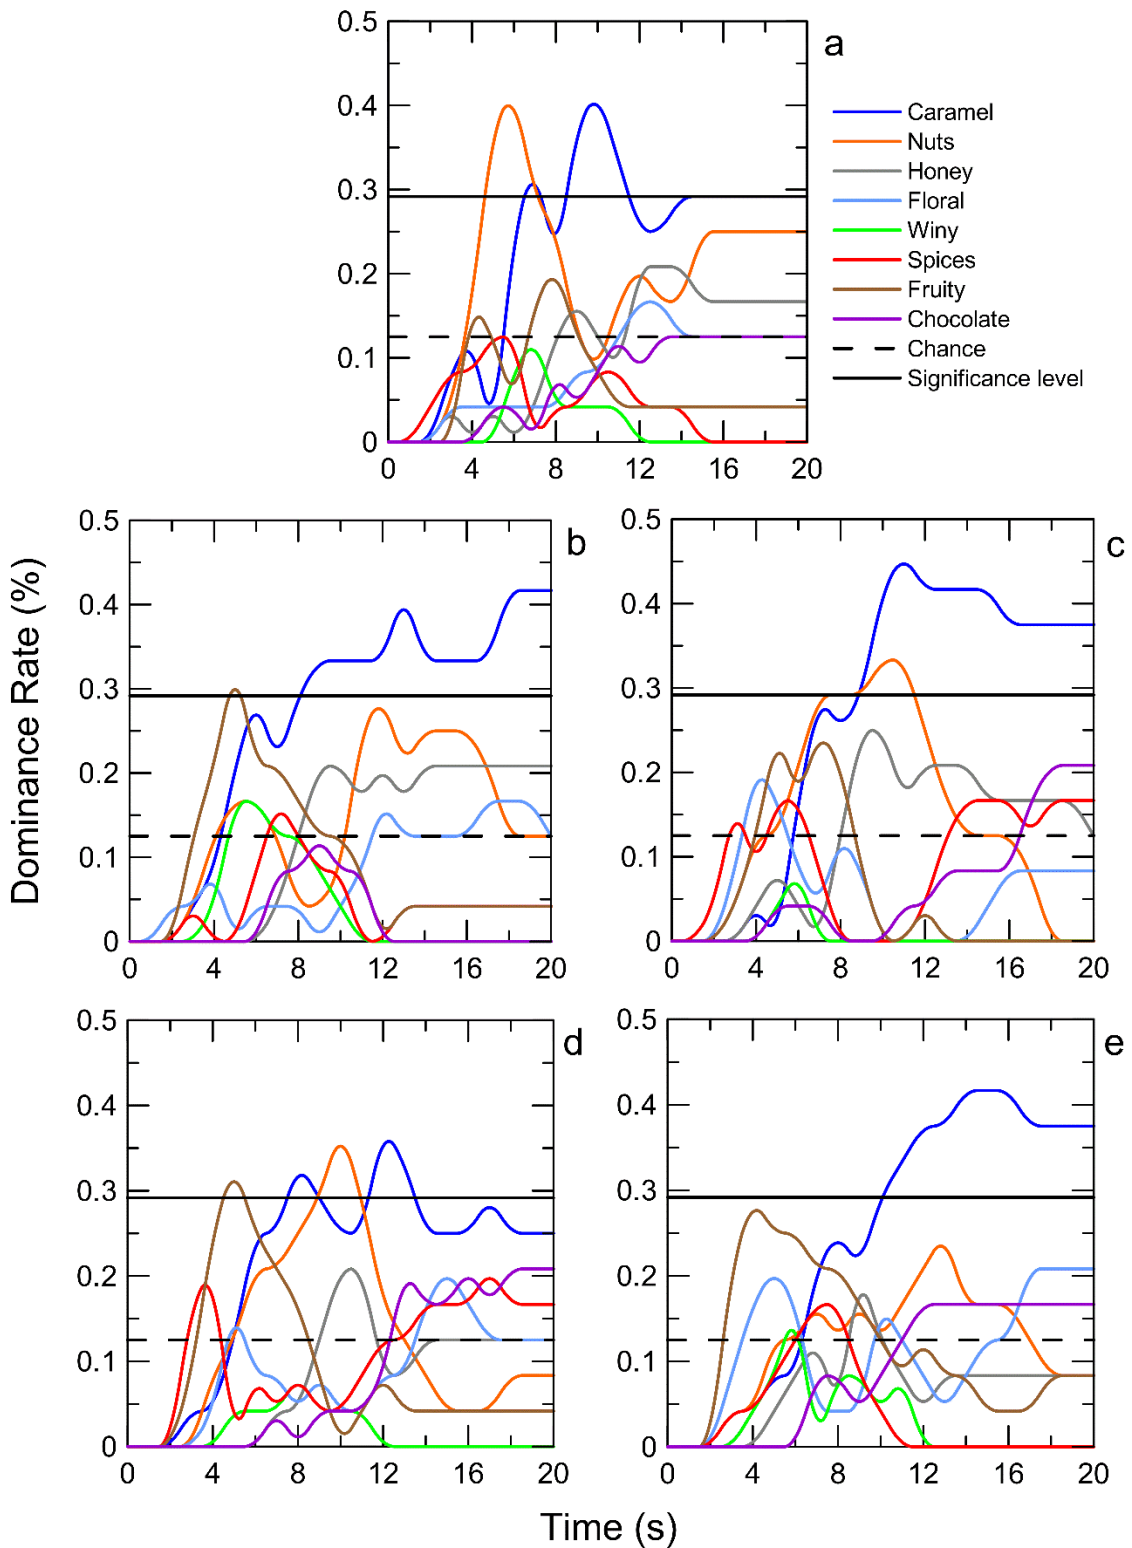 0.5
a
0.4
0.3
0.2
0.1
0
0 4 8 12 16 20
Caramel
Nuts
Honey
Floral
Winy
Spices
Fruity
Chocolate
Chance
Significance level
Dominance Rate (%)
0.5
b
0.4
0.3
0.2
0.1
0
0 4 8 12 16 20
0.5
c
0.4
0.3
0.2
0.1
0
0 4 8 12 16 20
0.5
d
0.4
0.3
0.2
0.1
0
0 4 8 12 16 20
0.5
e
0.4
0.3
0.2
0.1
0
0 4 8 12 16 20
Time (s)